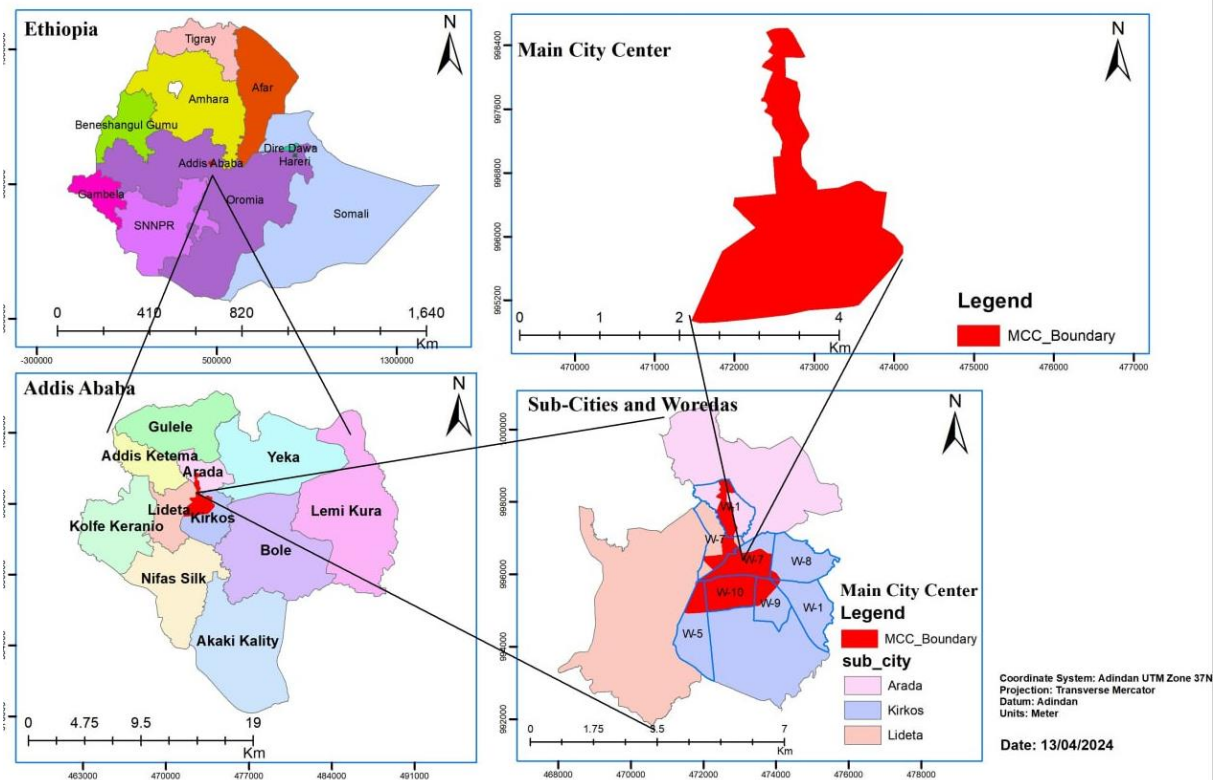 Ethiopia
N
Tigray
Afar
Amhara
Beneshangul Gumu
Dire Dawa
Hareri
Addis Ababa
Gambela
Oromia
Somali
SNNPR
0 410 820 1,640
Km
-300000 500000 1300000
Main City Center
N
998400
997600
996800
996000
995200
Legend
MCC_Boundary
0 1 2 4
Km
470000 471000 472000 473000 474000 475000 476000 477000
Addis Ababa
N
Gulele
Addis Ketema
Yeka
Arada
Lideta
Kirkos
Lemi Kura
Kolfe Keranio
Bole
Nifas Silk
Akaki Kality
0 4.75 9.5 19
Km
463000 470000 477000 484000 491000
Sub-Cities and Woredas
N
998000
996000
994000
992000
W-1
W-7
W-7
W-8
W-10
W-9
W-1
W-5
Main City Center
Legend
MCC_Boundary
sub_city
Arada
Kirkos
Lideta
0 1.75 3.5 7
Km
468000 470000 472000 474000 476000 478000
Coordinate System: Adindan UTM Zone 37N
Projection: Transverse Mercator
Datum: Adindan
Units: Meter
Date: 13/04/2024